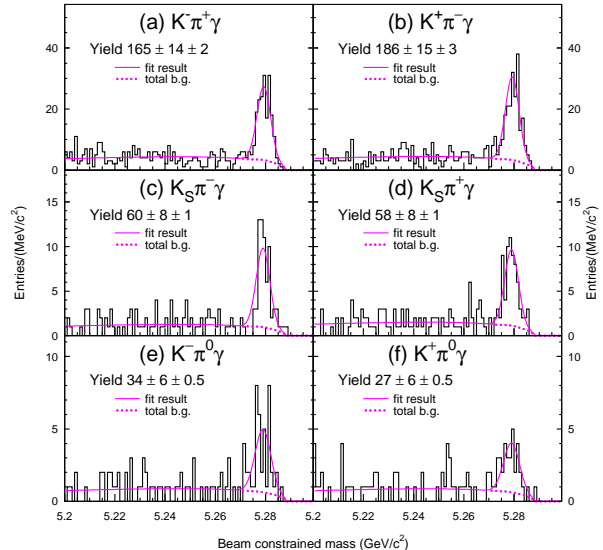 (a) K⁻π⁺γ
Yield 165 ± 14 ± 2
fit result
total b.g.
(b) K⁺π⁻γ
Yield 186 ± 15 ± 3
fit result
total b.g.
Entries/(MeV/c²)
0
20
40
0
20
40
Entries/(MeV/c²)
(c) K_Sπ⁻γ
Yield 60 ± 8 ± 1
fit result
total b.g.
(d) K_Sπ⁺γ
Yield 58 ± 8 ± 1
fit result
total b.g.
0
5
10
15
0
5
10
15
(e) K⁻π⁰γ
Yield 34 ± 6 ± 0.5
fit result
total b.g.
(f) K⁺π⁰γ
Yield 27 ± 6 ± 0.5
fit result
total b.g.
0
5
10
0
5
10
5.2 5.22 5.24 5.26 5.28 5.2 5.22 5.24 5.26 5.28
Beam constrained mass (GeV/c²)